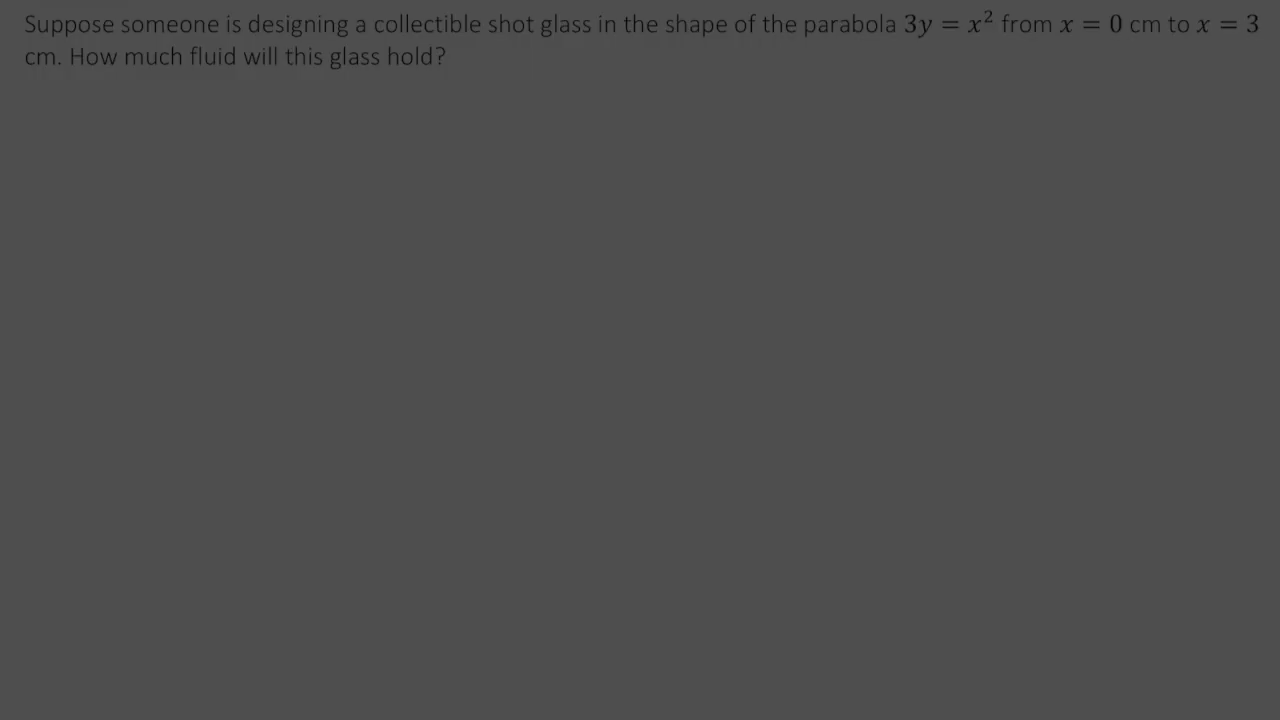 Suppose someone is designing a collectible shot glass in the shape of the parabola 3y = x² from x = 0 cm to x = 3
cm. How much fluid will this glass hold?